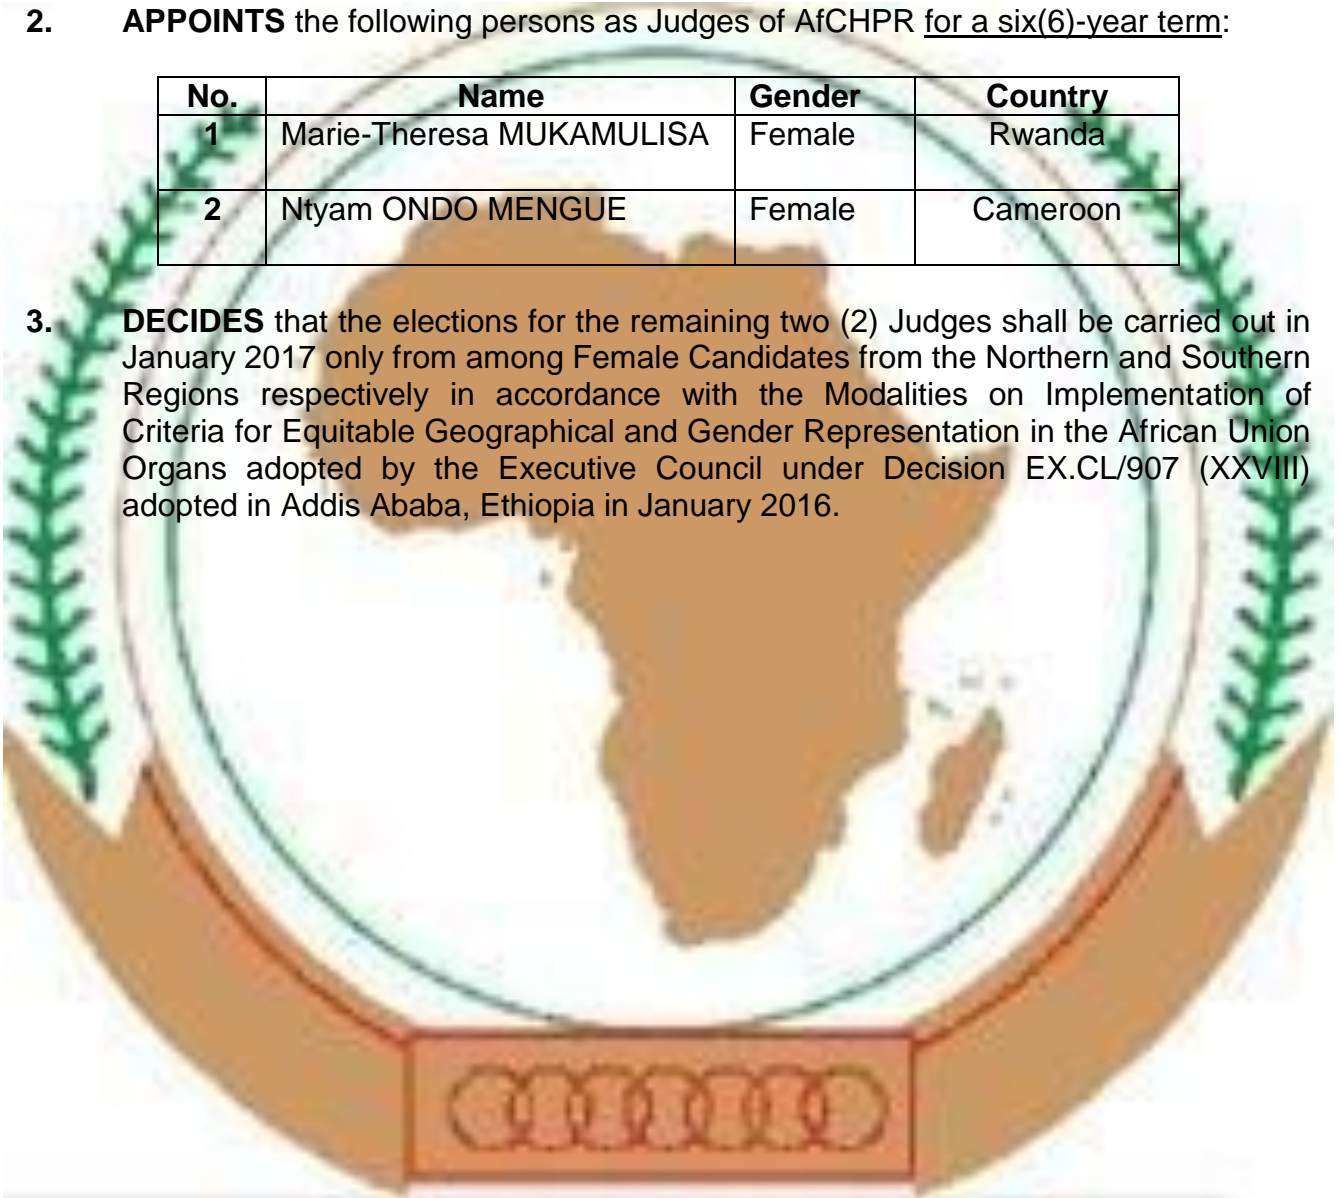 2. APPOINTS the following persons as Judges of AfCHPR for a six(6)-year term:
No. Name Gender Country
1 Marie-Theresa MUKAMULISA Female Rwanda
2 Ntyam ONDO MENGUE Female Cameroon
3. DECIDES that the elections for the remaining two (2) Judges shall be carried out in
January 2017 only from among Female Candidates from the Northern and Southern
Regions respectively in accordance with the Modalities on Implementation of
Criteria for Equitable Geographical and Gender Representation in the African Union
Organs adopted by the Executive Council under Decision EX.CL/907 (XXVIII)
adopted in Addis Ababa, Ethiopia in January 2016.